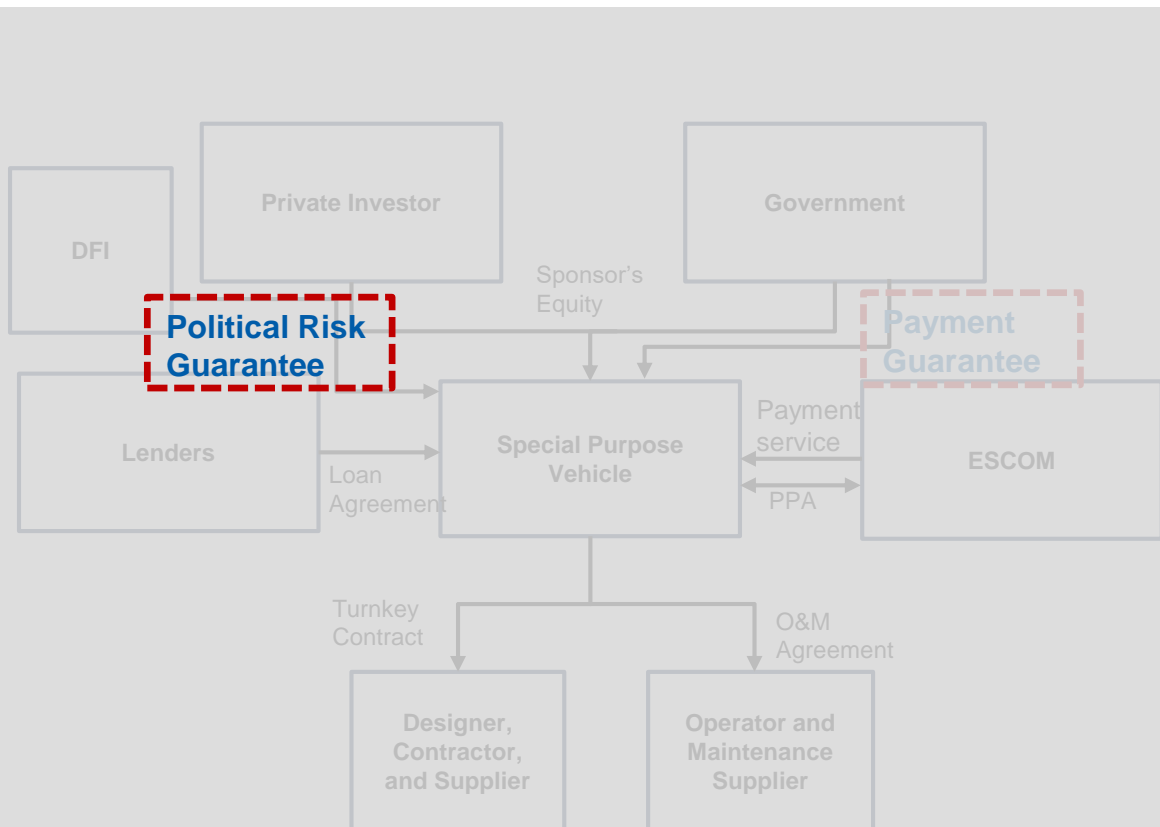 Private Investor
Government
DFI
Sponsor's
Equity
Political Risk
Guarantee
Payment
Guarantee
Lenders
Loan
Agreement
Special Purpose
Vehicle
Payment
service
PPA
ESCOM
Turnkey
Contract
O&M
Agreement
Designer,
Contractor,
and Supplier
Operator and
Maintenance
Supplier